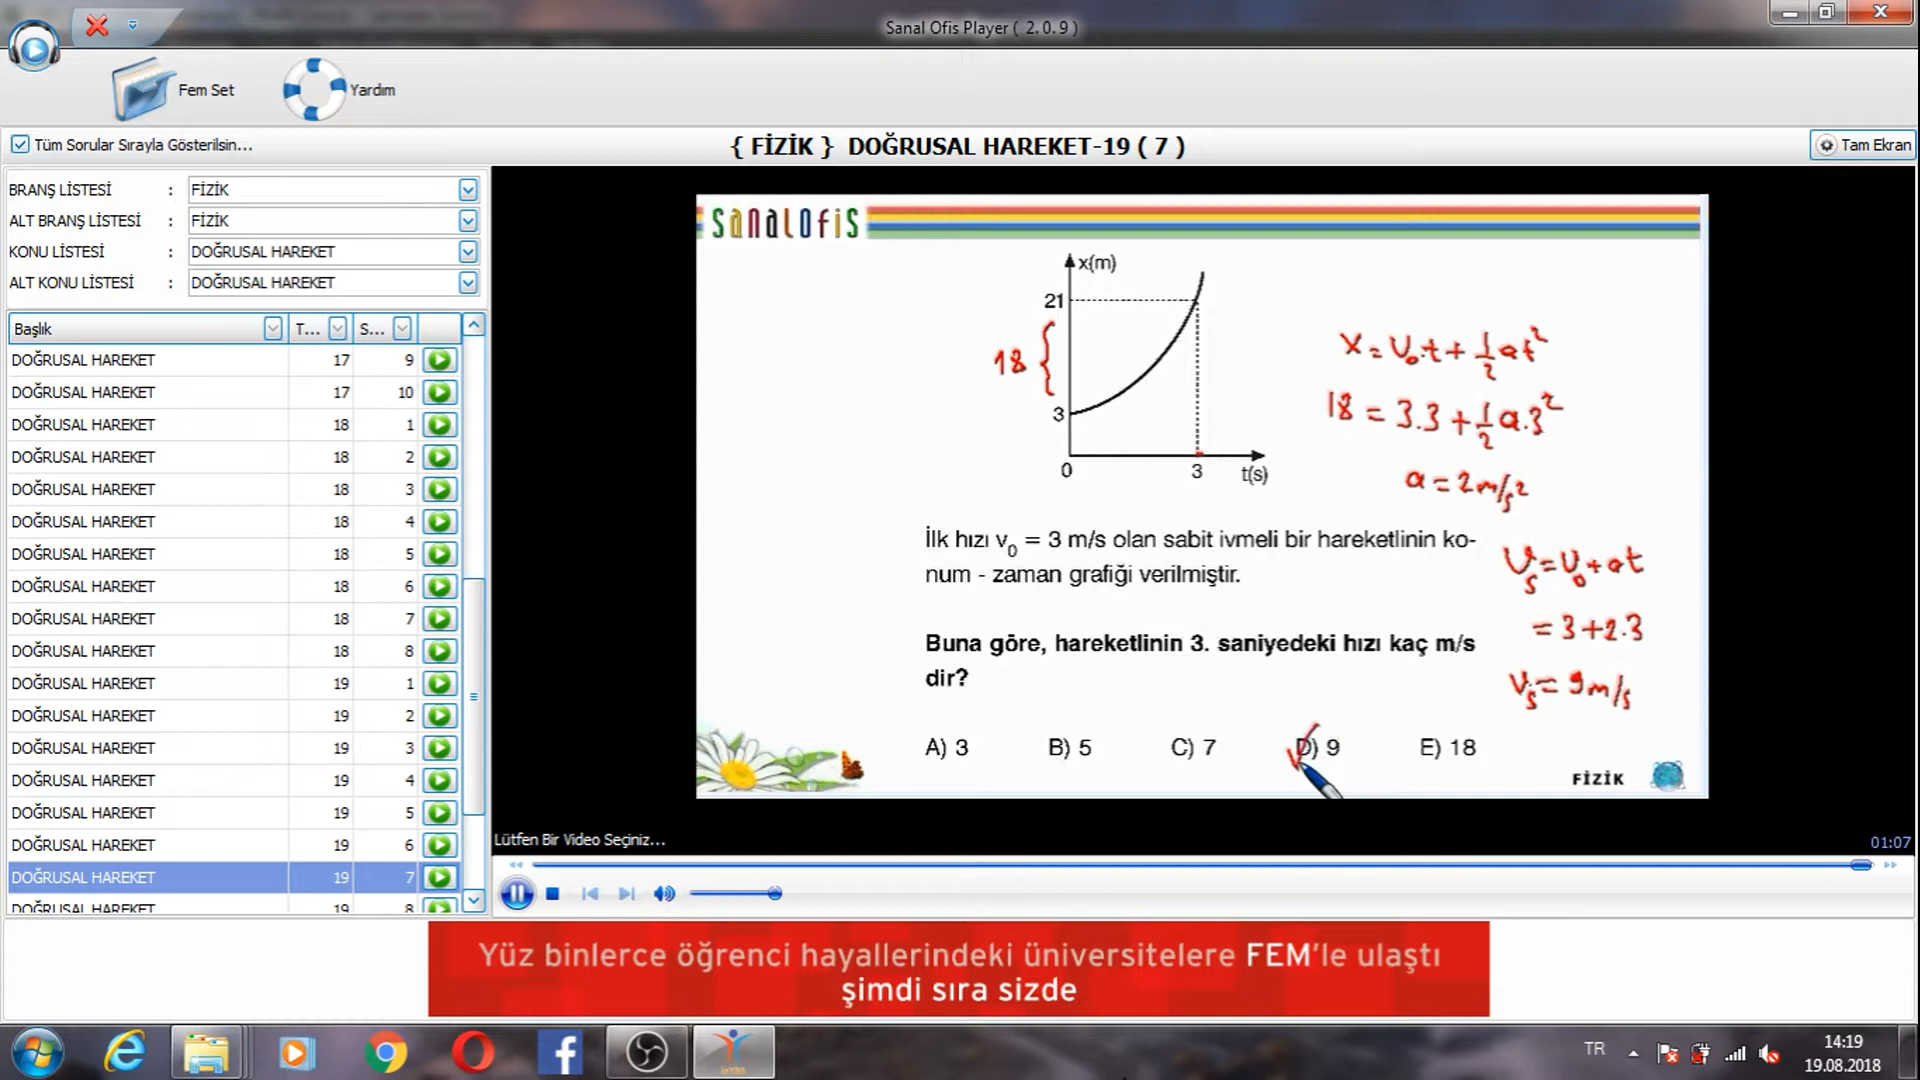 Sanal Ofis Player ( 2.0.9 )
Fem Set
Yardım
Tüm Sorular Sırayla Gösterilsin...
{ FİZİK } DOĞRUSAL HAREKET-19 ( 7 )
Tam Ekran
BRANŞ LİSTESİ : FİZİK
ALT BRANŞ LİSTESİ : FİZİK
KONU LİSTESİ : DOĞRUSAL HAREKET
ALT KONU LİSTESİ : DOĞRUSAL HAREKET
Başlık T... S...
DOĞRUSAL HAREKET 17 9
DOĞRUSAL HAREKET 17 10
DOĞRUSAL HAREKET 18 1
DOĞRUSAL HAREKET 18 2
DOĞRUSAL HAREKET 18 3
DOĞRUSAL HAREKET 18 4
DOĞRUSAL HAREKET 18 5
DOĞRUSAL HAREKET 18 6
DOĞRUSAL HAREKET 18 7
DOĞRUSAL HAREKET 18 8
DOĞRUSAL HAREKET 19 1
DOĞRUSAL HAREKET 19 2
DOĞRUSAL HAREKET 19 3
DOĞRUSAL HAREKET 19 4
DOĞRUSAL HAREKET 19 5
DOĞRUSAL HAREKET 19 6
DOĞRUSAL HAREKET 19 7
DOĞRUSAL HAREKET 19 8
SANALOFİS
x(m)
21
18
3
0
3
t(s)
x = V₀.t + 1/2 at²
18 = 3.3 + 1/2 a.3²
a = 2m/s²
İlk hızı v₀ = 3 m/s olan sabit ivmeli bir hareketlinin ko-
num - zaman grafiği verilmiştir.
Vₛ = V₀ + at
= 3 + 2.3
Vₛ = 9m/s
Buna göre, hareketlinin 3. saniyedeki hızı kaç m/s
dir?
A) 3 B) 5 C) 7 D) 9 E) 18
FİZİK
Lütfen Bir Video Seçiniz...
01:07
Yüz binlerce öğrenci hayallerindeki üniversitelere FEM'le ulaştı
şimdi sıra sizde
TR
14:19
19.08.2018